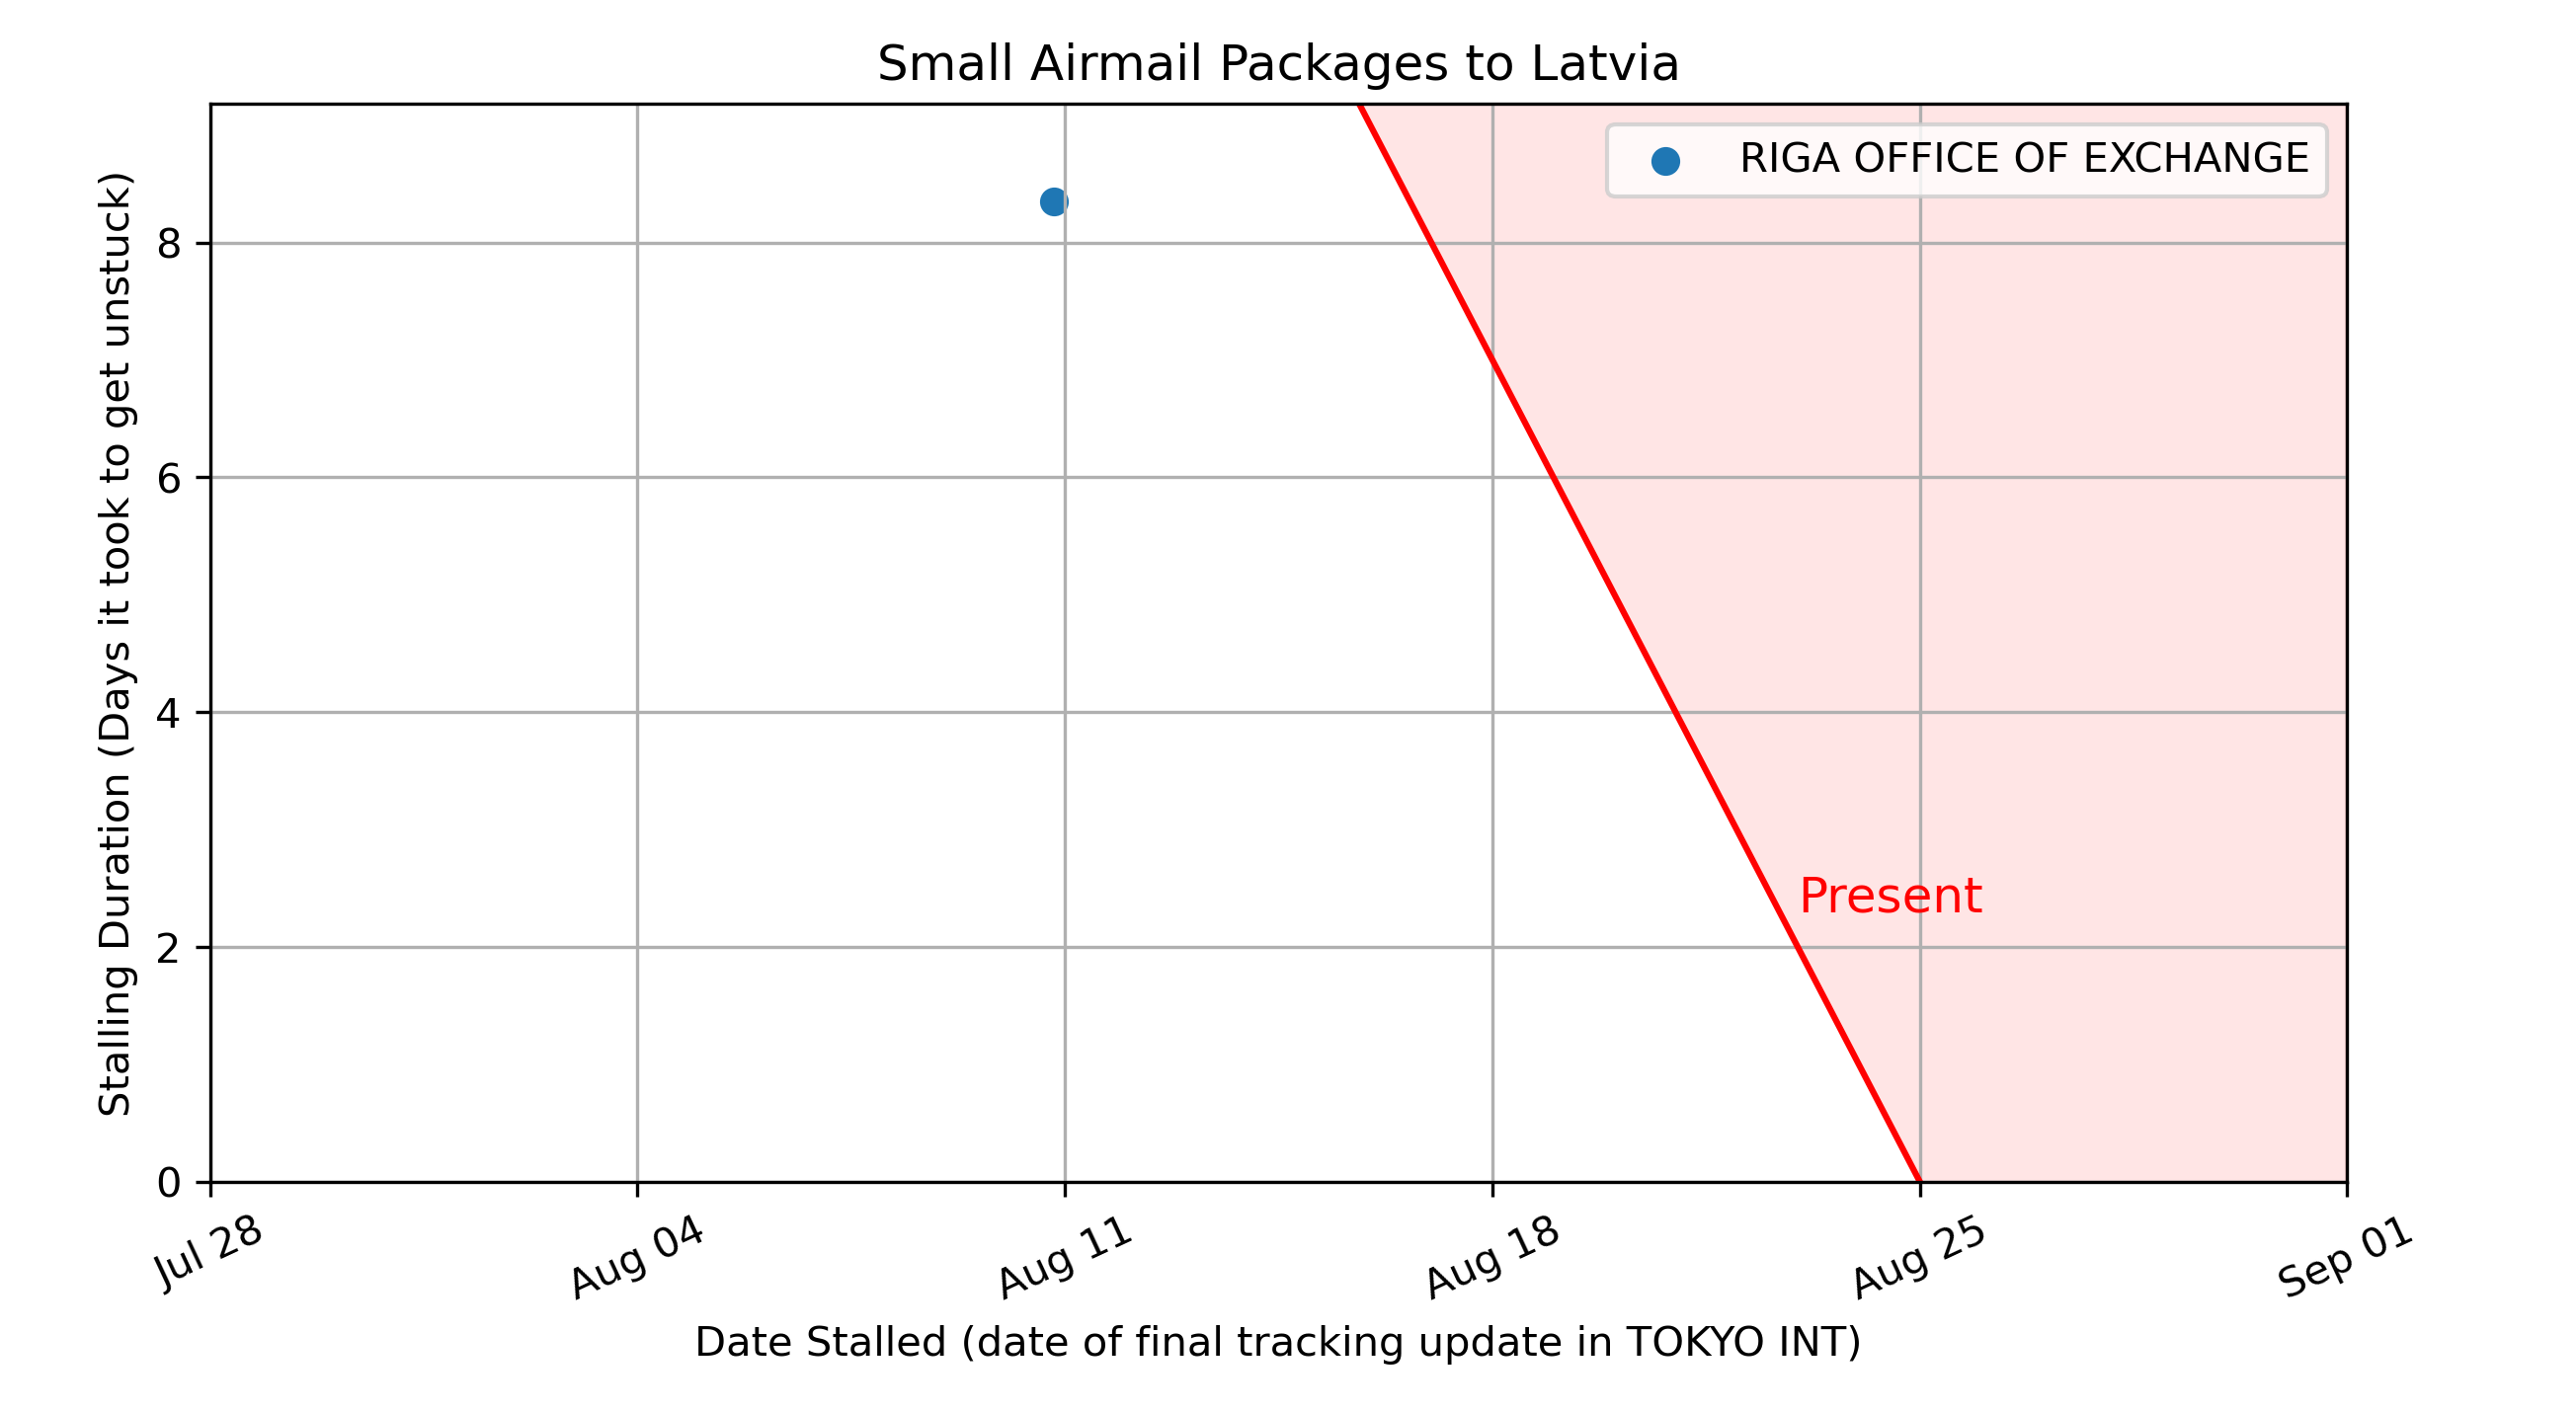 Small Airmail Packages to Latvia
RIGA OFFICE OF EXCHANGE
Stalling Duration (Days it took to get unstuck)
8
6
4
2
0
Present
Jul 28
Aug 04
Aug 11
Aug 18
Aug 25
Sep 01
Date Stalled (date of final tracking update in TOKYO INT)